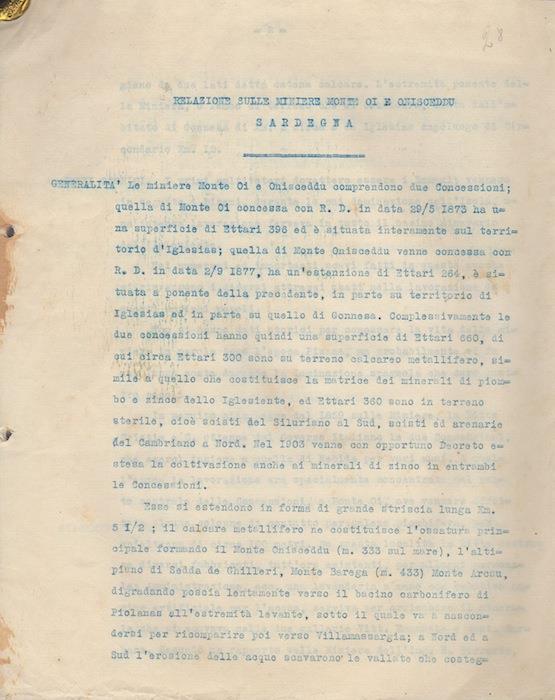 28
RELAZIONE SULLE MINIERE MONTE OI E ONISCEDDU
SARDEGNA
GENERALITA' Le miniere Monte Oi e Onisceddu comprendono due Concessioni;
quella di Monte Oi concessa con R. D. in data 29/5 1873 ha u=
na superficie di Ettari 396 ed è situata interamente sul terri=
torio d'Iglesias; quella di Monte Onisceddu venne concessa con
R. D. in data 2/9 1877, ha un'estenzione di Ettari 264, è si=
tuata a ponente della precedente, in parte su territorio di
Iglesias ed in parte su quello di Gonnesa. Complessivamente le
due concessioni hanno quindi una superficie di Ettari 660, di
cui circa Ettari 300 sono su terreno calcareo metallifero, si=
mile a quello che costituisce la matrice dei minerali di piom=
bo e zinco dello Iglesiente, ed Ettari 360 sono in terreno
sterile, cioè scisti del Siluriano al Sud, scisti ed arenarie
del Cambriano a Nord. Nel 1903 venne con opportuno Decreto e=
stesa la coltivazione anche ai minerali di zinco in entrambi
le Concessioni.
Esse si estendono in forma di grande striscia lunga Km.
5 I/2 ; il calcare metallifero ne costituisce l'ossatura prin=
cipale formando il Monte Onisceddu (m. 333 sul mare), l'alti=
piano di Sedda de Ghilleri, Monte Barega (m. 433) Monte Arcau,
digradando poscia lentamente verso il bacino carbonifero di
Piolanas all'estremità levante, sotto il quale va a nascon=
dersi per ricomparire poi verso Villamassargia; a Nord ed a
Sud l'erosione delle acque scavarono le vallate che costeg=